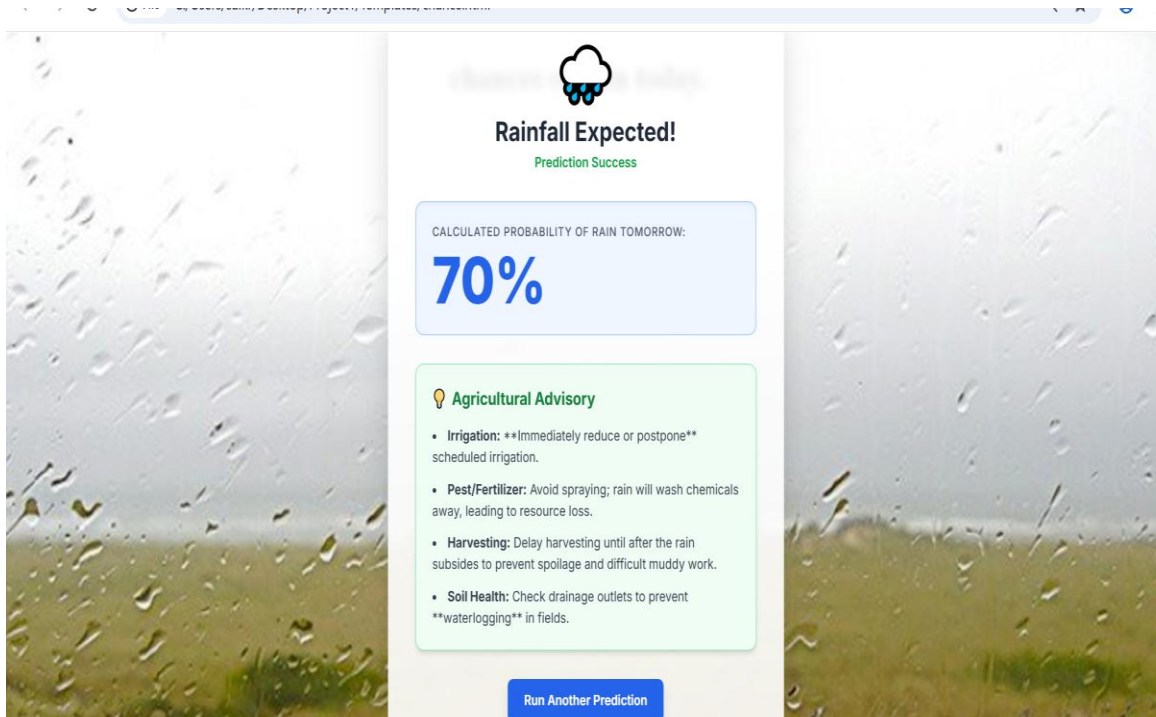 Rainfall Expected!
Prediction Success
CALCULATED PROBABILITY OF RAIN TOMORROW:
70%
Agricultural Advisory
• Irrigation: **Immediately reduce or postpone**
scheduled irrigation.
• Pest/Fertilizer: Avoid spraying; rain will wash chemicals
away, leading to resource loss.
• Harvesting: Delay harvesting until after the rain
subsides to prevent spoilage and difficult muddy work.
• Soil Health: Check drainage outlets to prevent
**waterlogging** in fields.
Run Another Prediction